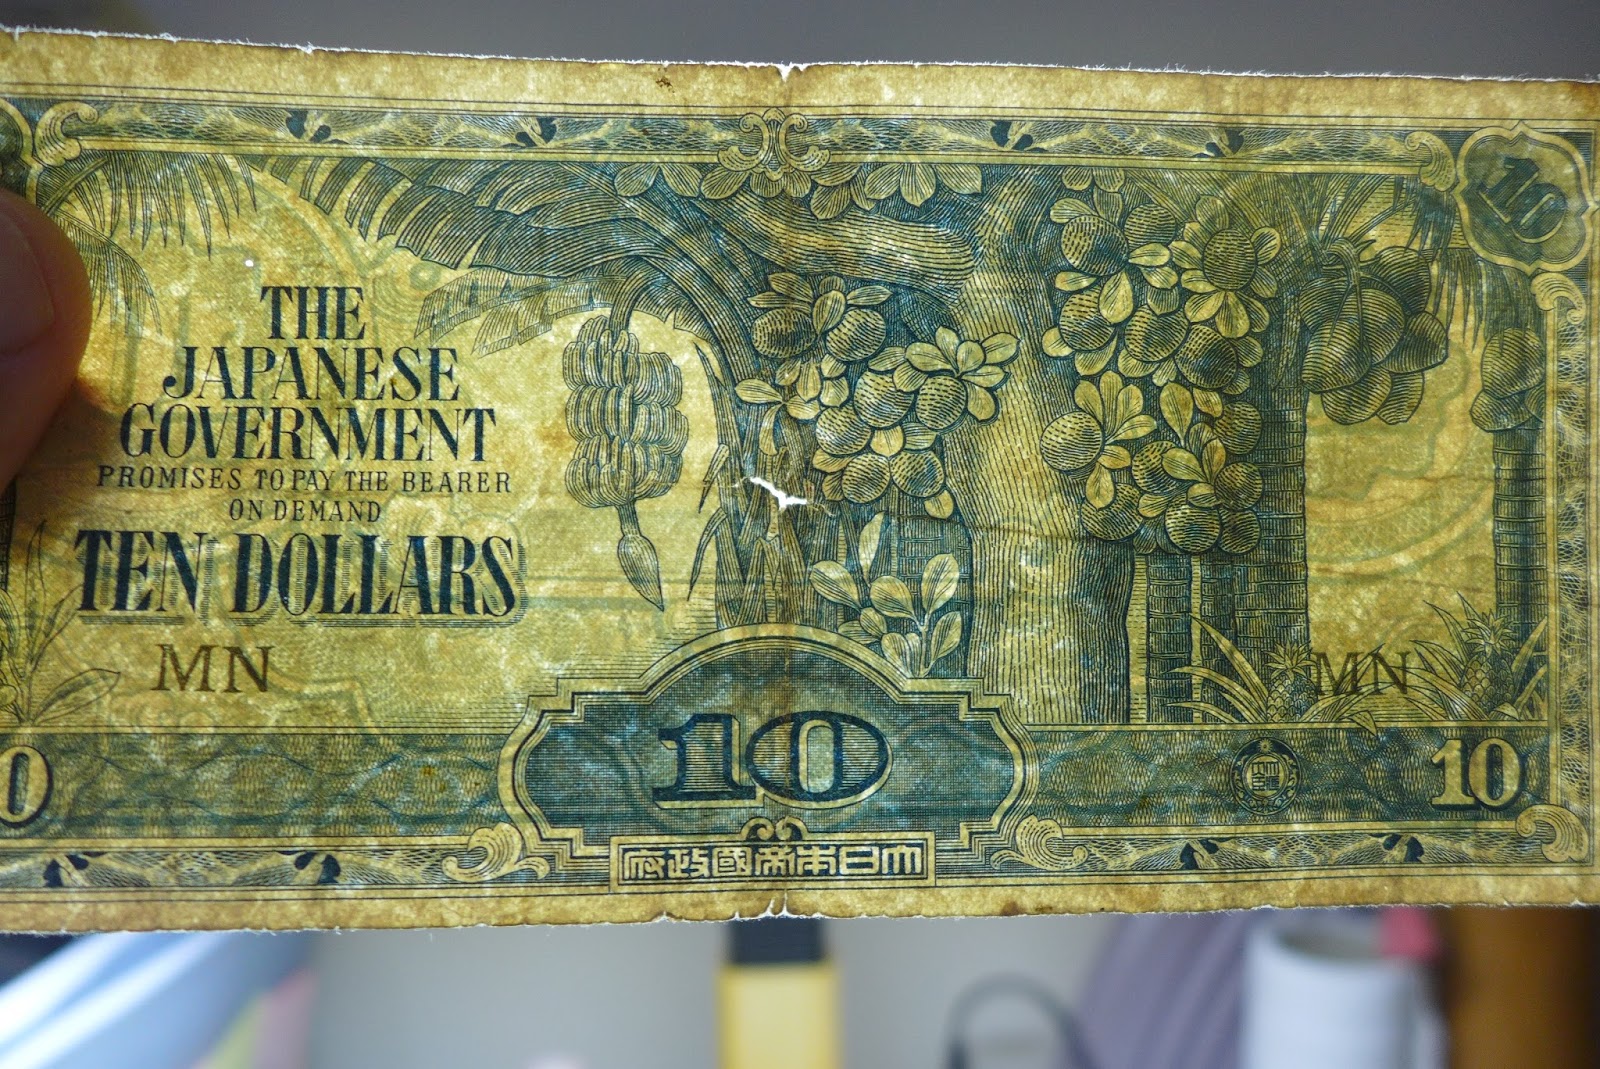 10
THE
JAPANESE
GOVERNMENT
PROMISES TO PAY THE BEARER
ON DEMAND
TEN DOLLARS
MN
MN
0
10
10
大日本帝國政府